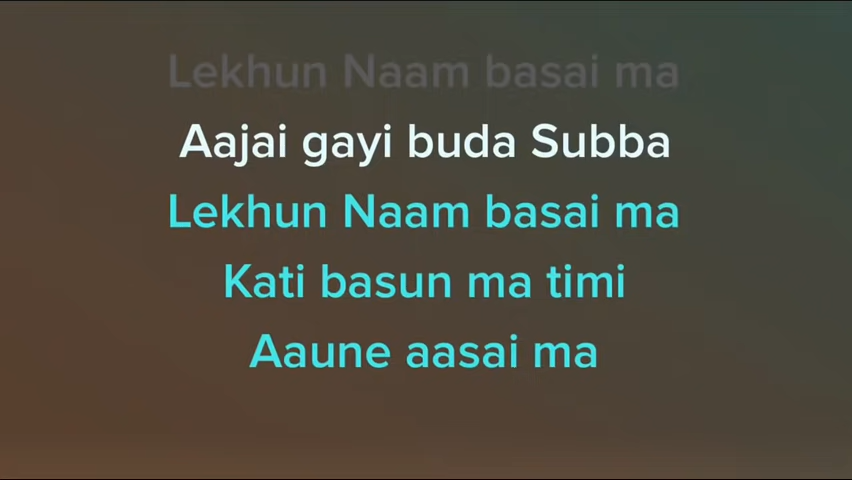 Lekhun Naam basai ma
Aajai gayi buda Subba
Lekhun Naam basai ma
Kati basun ma timi
Aaune aasai ma